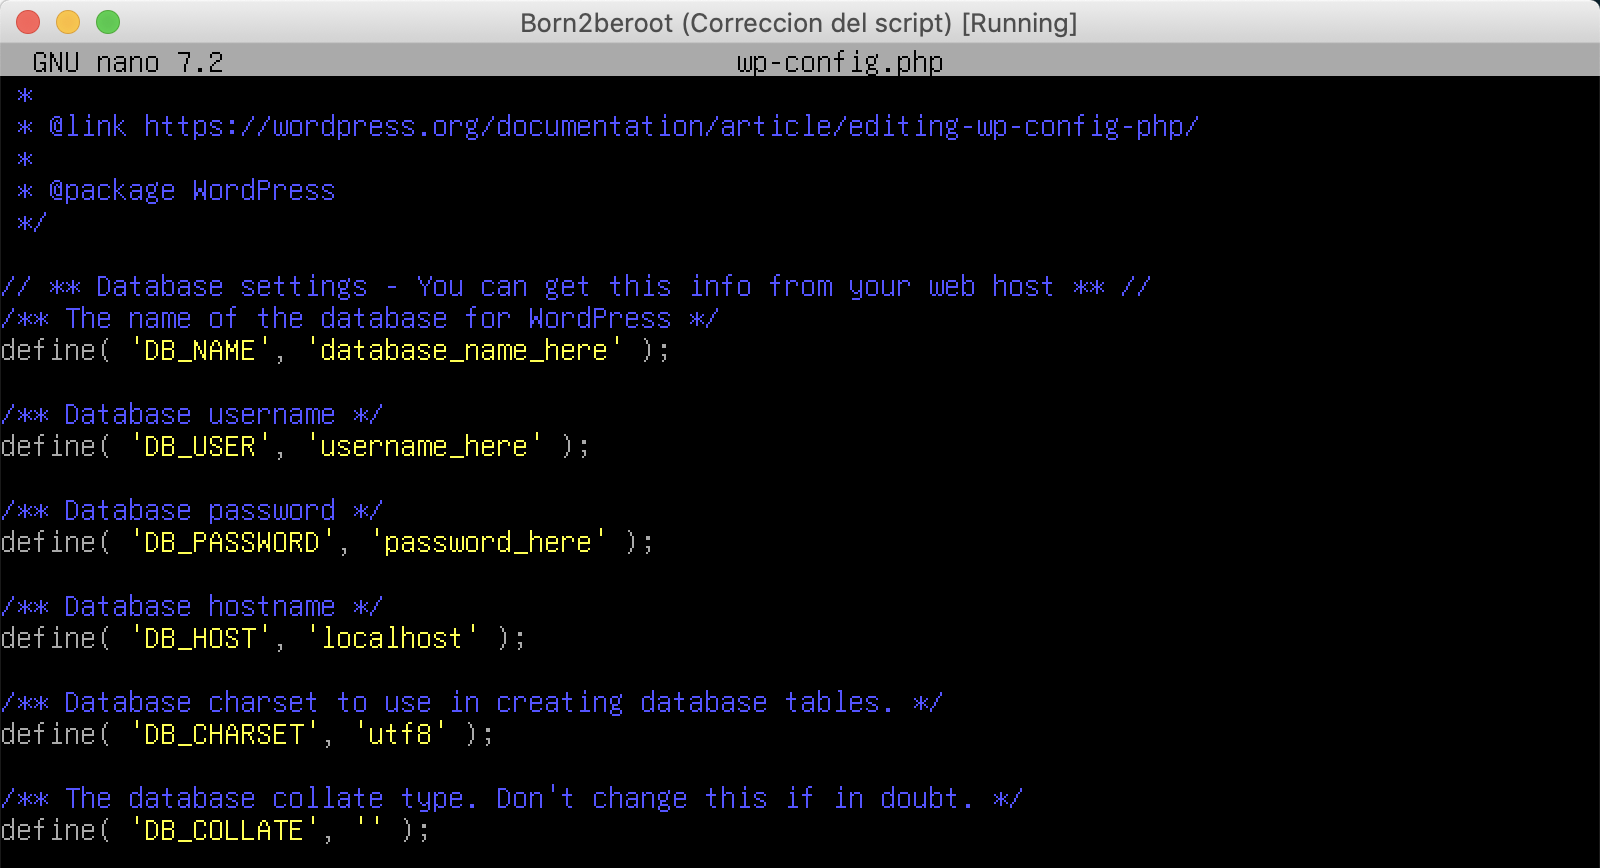 Born2beroot (Correccion del script) [Running]
GNU nano 7.2 wp-config.php
*
* @link https://wordpress.org/documentation/article/editing-wp-config-php/
*
* @package WordPress
*/
// ** Database settings - You can get this info from your web host ** //
/** The name of the database for WordPress */
define( 'DB_NAME', 'database_name_here' );
/** Database username */
define( 'DB_USER', 'username_here' );
/** Database password */
define( 'DB_PASSWORD', 'password_here' );
/** Database hostname */
define( 'DB_HOST', 'localhost' );
/** Database charset to use in creating database tables. */
define( 'DB_CHARSET', 'utf8' );
/** The database collate type. Don't change this if in doubt. */
define( 'DB_COLLATE', '' );